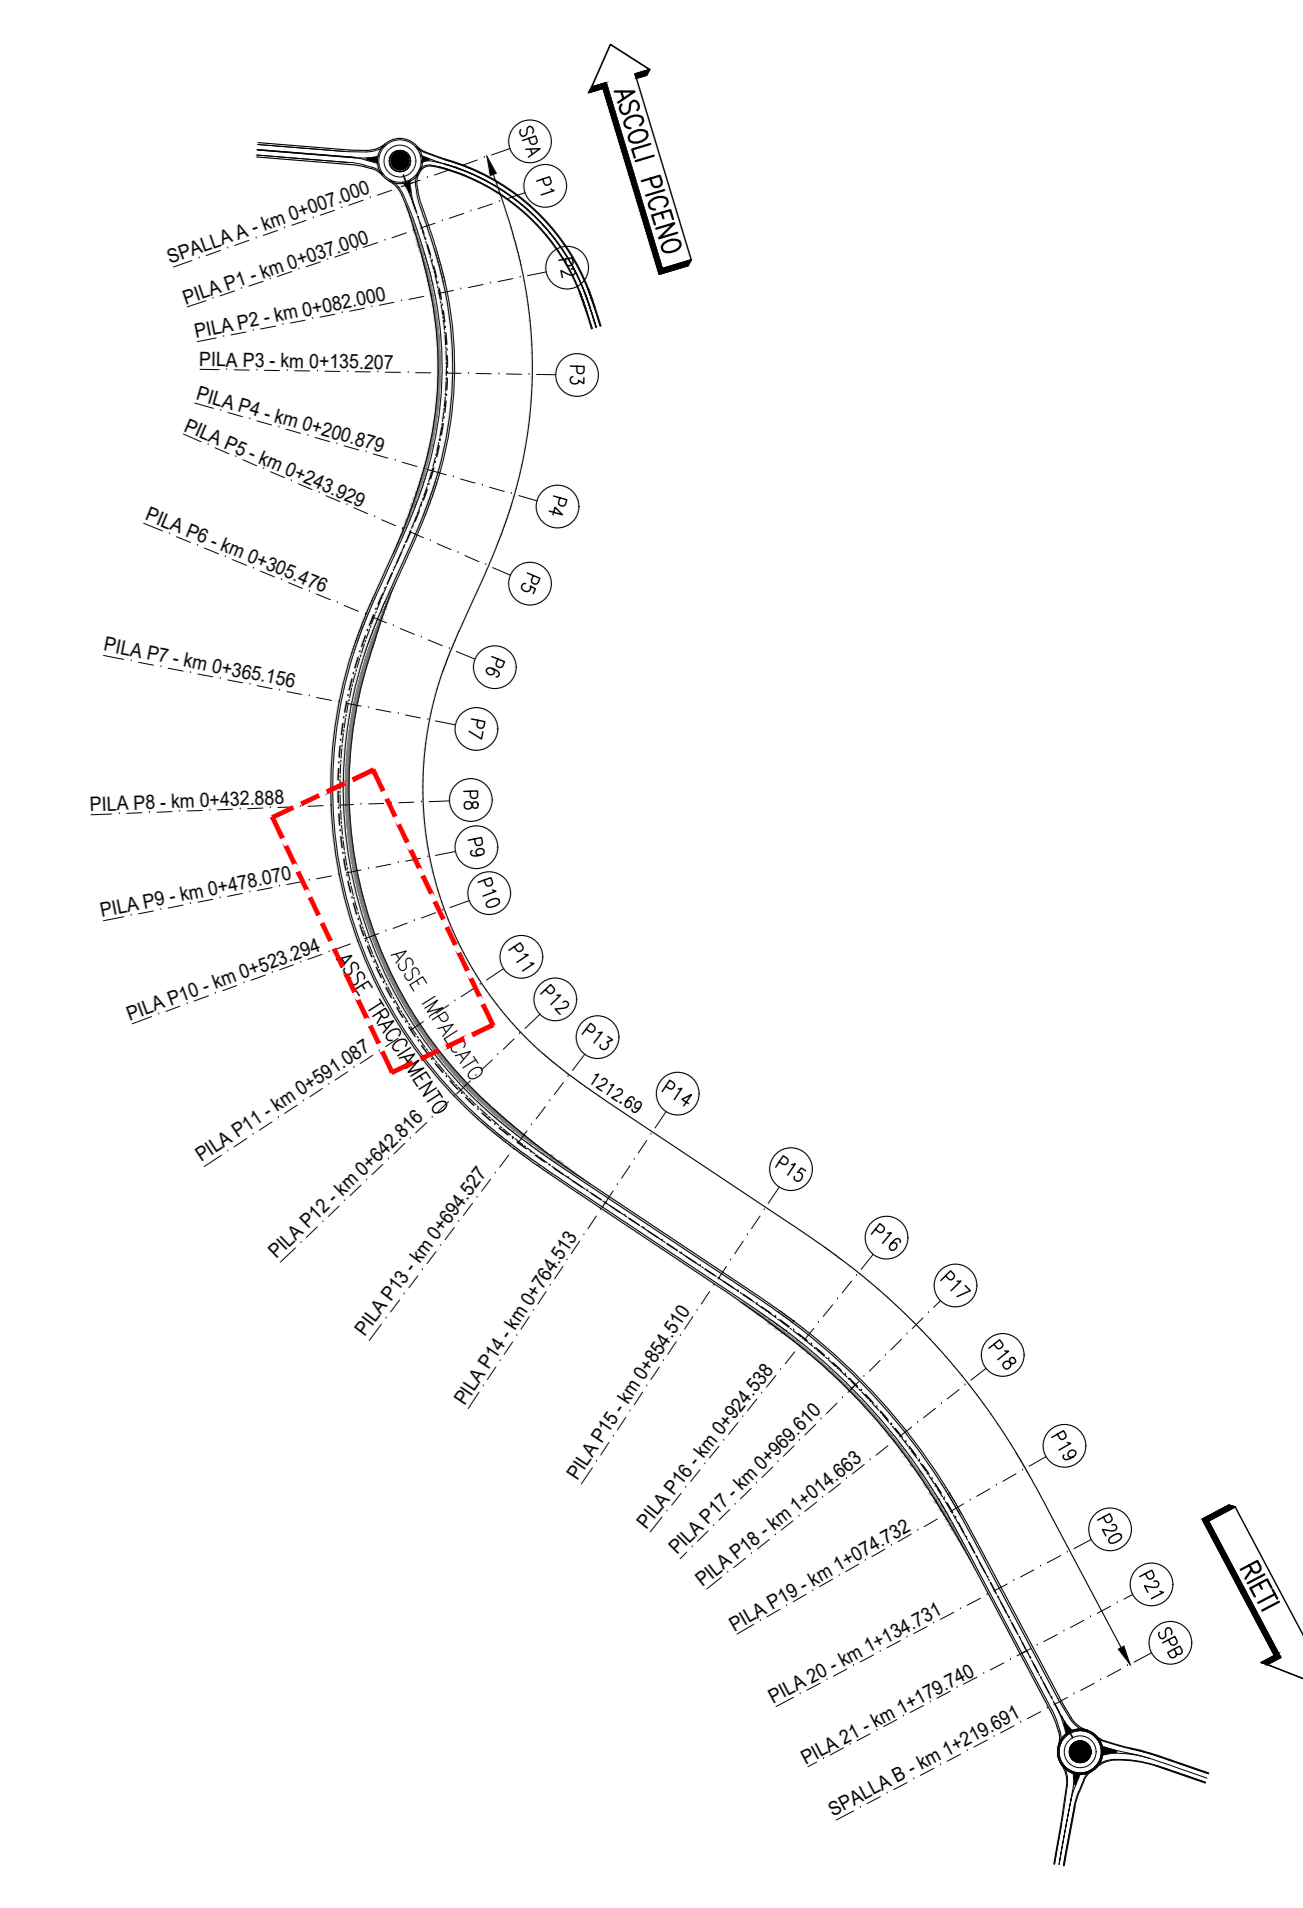 ASCOLI PICENO
SPA
P1
P2
P3
P4
P5
P6
P7
P8
P9
P10
P11
P12
P13
P14
P15
P16
P17
P18
P19
P20
P21
SPB
SPALLA A - km 0+007.000
PILA P1 - km 0+037.000
PILA P2 - km 0+082.000
PILA P3 - km 0+135.207
PILA P4 - km 0+200.879
PILA P5 - km 0+243.929
PILA P6 - km 0+305.476
PILA P7 - km 0+365.156
PILA P8 - km 0+432.888
PILA P9 - km 0+478.070
PILA P10 - km 0+523.294
PILA P11 - km 0+591.087
PILA P12 - km 0+642.816
PILA P13 - km 0+694.527
PILA P14 - km 0+764.513
PILA P15 - km 0+854.510
PILA P16 - km 0+924.538
PILA P17 - km 0+969.610
PILA P18 - km 1+014.663
PILA P19 - km 1+074.732
PILA 20 - km 1+134.731
PILA 21 - km 1+179.740
SPALLA B - km 1+219.691
ASSE IMPALCATO
ASSE TRACCIAMENTO
1212.69
RIETI